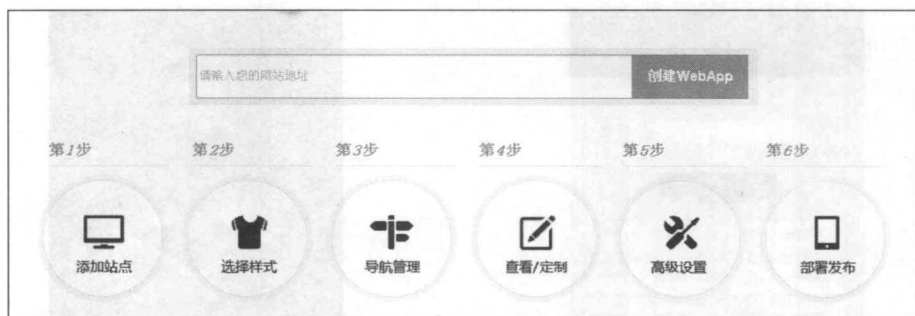 请输入您的网站地址 创建WebApp
第1步 第2步 第3步 第4步 第5步 第6步
添加站点 选择样式 导航管理 查看/定制 高级设置 部署发布